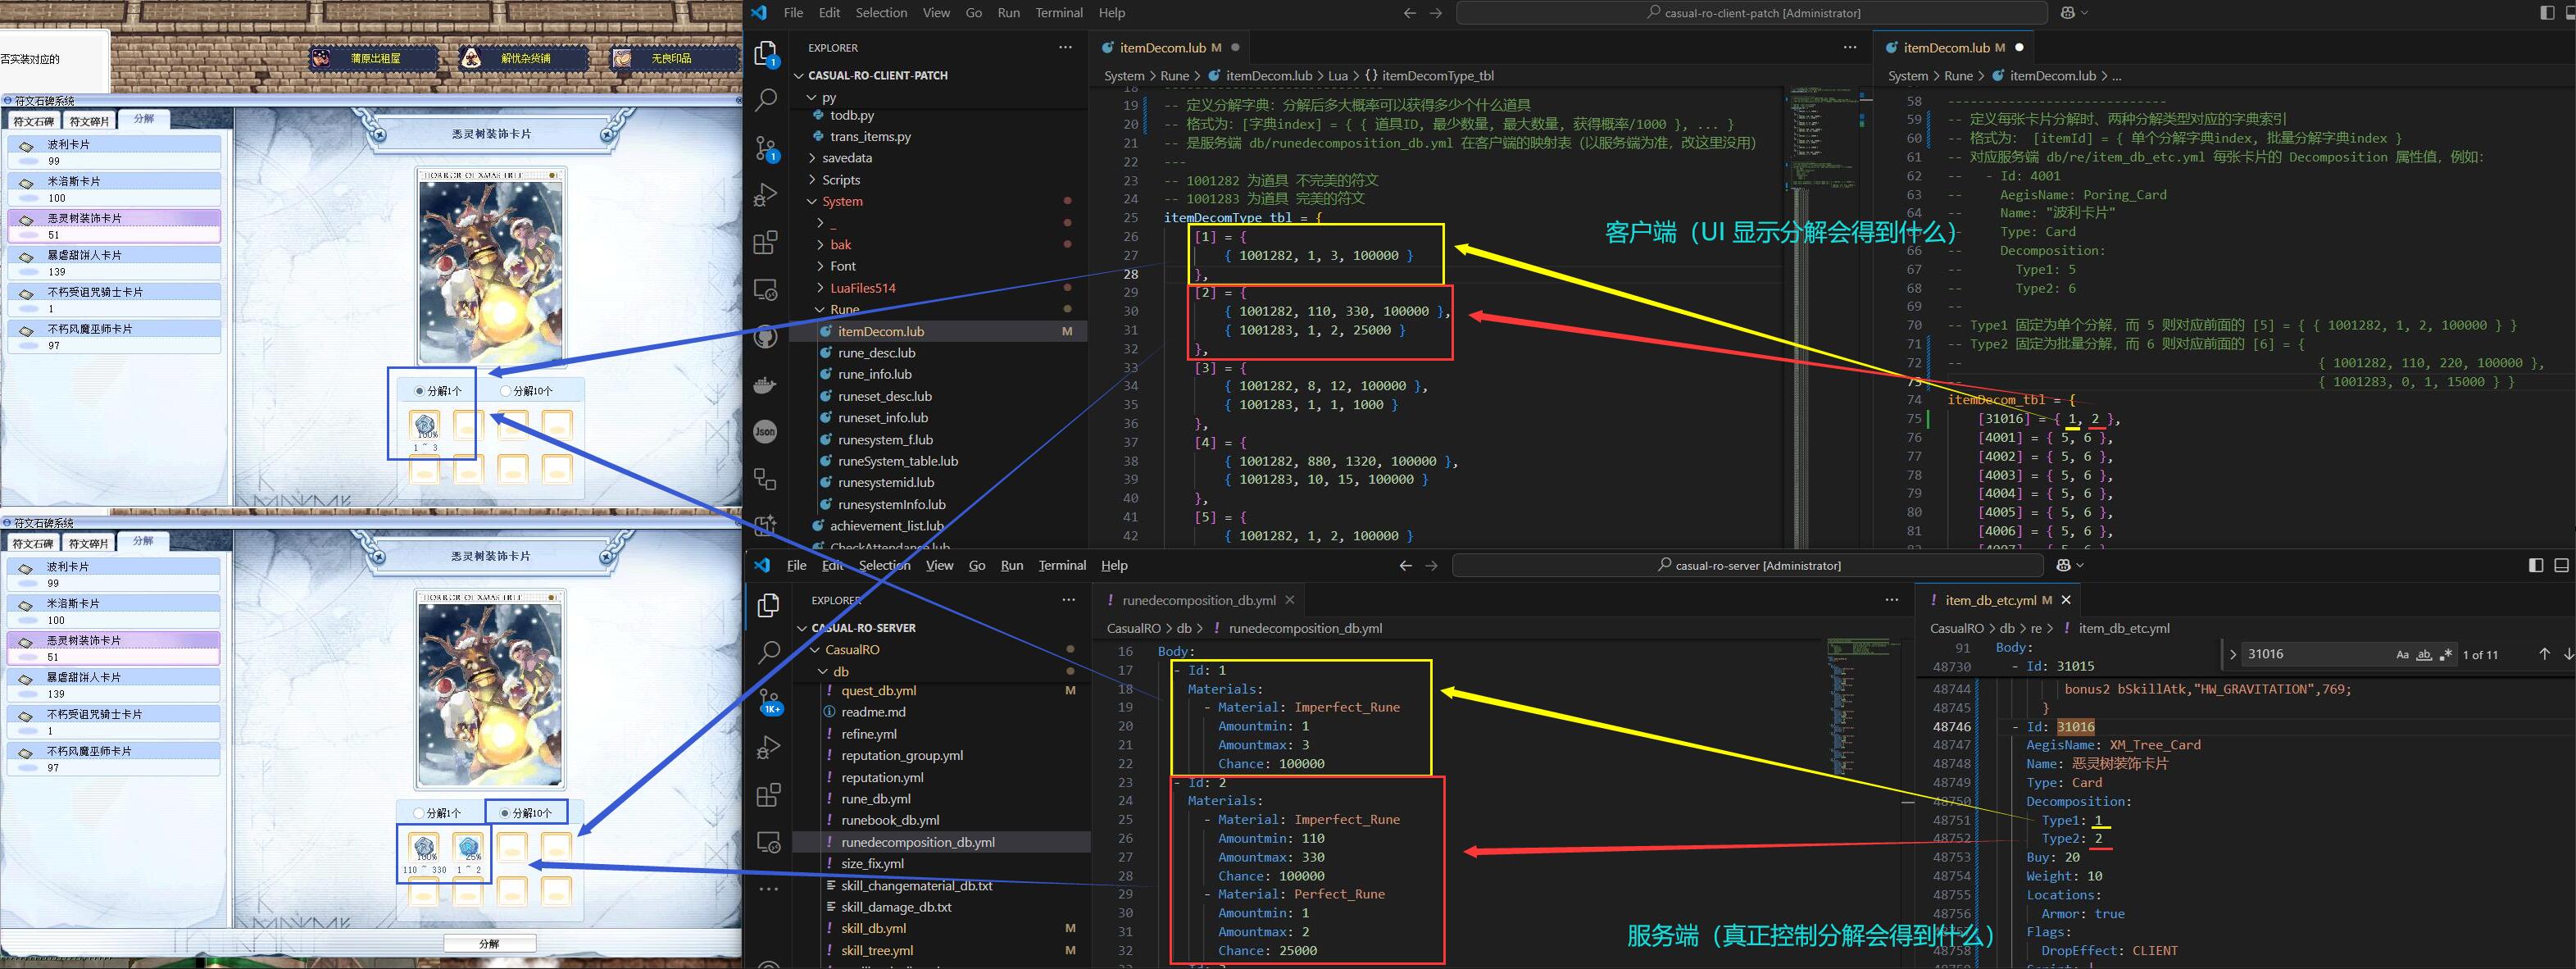 否实装对应的
蒲原出租屋
解忧杂货铺
无良印品
符文石碑系统
符文石碑
符文碎片
分解
波利卡片
99
米洛斯卡片
100
恶灵树装饰卡片
51
暴虐甜饼人卡片
139
不朽受诅咒骑士卡片
1
不朽风魔巫师卡片
97
恶灵树装饰卡片
HORROR OF XMAS TREE
分解1个
分解10个
100%
1 ~ 3
符文石碑系统
符文石碑
符文碎片
分解
波利卡片
99
米洛斯卡片
100
恶灵树装饰卡片
51
暴虐甜饼人卡片
139
不朽受诅咒骑士卡片
1
不朽风魔巫师卡片
97
恶灵树装饰卡片
HORROR OF XMAS TREE
分解1个
分解10个
100%
25%
110 ~ 330
1 ~ 2
分解
File Edit Selection View Go Run Terminal Help
casual-ro-client-patch [Administrator]
EXPLORER
CASUAL-RO-CLIENT-PATCH
py
todb.py
trans_items.py
savedata
Scripts
System
_
bak
Font
LuaFiles514
Rune
itemDecom.lub M
rune_desc.lub
rune_info.lub
runeset_desc.lub
runeset_info.lub
runesystem_f.lub
runeSystem_table.lub
runesystemid.lub
runesystemInfo.lub
achievement_list.lub
CheckAttendance.lub
itemDecom.lub M
System > Rune > itemDecom.lub > Lua > {} itemDecomType_tbl
18 ---------------------------
19 -- 定义分解字典：分解后多大概率可以获得多少个什么道具
20 -- 格式为：[字典index] = { { 道具ID, 最少数量, 最大数量, 获得概率/1000 }, ... }
21 -- 是服务端 db/runedecomposition_db.yml 在客户端的映射表（以服务端为准，改这里没用）
22 ---
23 -- 1001282 为道具 不完美的符文
24 -- 1001283 为道具 完美的符文
25 itemDecomType_tbl = {
26 [1] = {
27 { 1001282, 1, 3, 100000 }
28 },
29 [2] = {
30 { 1001282, 110, 330, 100000 },
31 { 1001283, 1, 2, 25000 }
32 },
33 [3] = {
34 { 1001282, 8, 12, 100000 },
35 { 1001283, 1, 1, 1000 }
36 },
37 [4] = {
38 { 1001282, 880, 1320, 100000 },
39 { 1001283, 10, 15, 100000 }
40 },
41 [5] = {
42 { 1001282, 1, 2, 100000 }
客户端（UI 显示分解会得到什么）
itemDecom.lub M
System > Rune > itemDecom.lub > ...
58 -----------------------------
59 -- 定义每张卡片分解时、两种分解类型对应的字典索引
60 -- 格式为： [itemId] = { 单个分解字典index, 批量分解字典index }
61 -- 对应服务端 db/re/item_db_etc.yml 每张卡片的 Decomposition 属性值，例如：
62 -- - Id: 4001
63 -- AegisName: Poring_Card
64 -- Name: "波利卡片"
65 -- Type: Card
66 -- Decomposition:
67 -- Type1: 5
68 -- Type2: 6
69 --
70 -- Type1 固定为单个分解，而 5 则对应前面的 [5] = { { 1001282, 1, 2, 100000 } }
71 -- Type2 固定为批量分解，而 6 则对应前面的 [6] = {
72 -- { 1001282, 110, 220, 100000 },
73 -- { 1001283, 0, 1, 15000 } }
74 itemDecom_tbl = {
75 [31016] = { 1, 2 },
76 [4001] = { 5, 6 },
77 [4002] = { 5, 6 },
78 [4003] = { 5, 6 },
79 [4004] = { 5, 6 },
80 [4005] = { 5, 6 },
81 [4006] = { 5, 6 },
File Edit Selection View Go Run Terminal Help
casual-ro-server [Administrator]
EXPLORER
CASUAL-RO-SERVER
CasualRO
db
quest_db.yml M
readme.md
refine.yml
reputation_group.yml
reputation.yml
rune_db.yml
runebook_db.yml
runedecomposition_db.yml
size_fix.yml
skill_changematerial_db.txt
skill_damage_db.txt
skill_db.yml M
skill_tree.yml M
1K+
runedecomposition_db.yml
CasualRO > db > runedecomposition_db.yml
16 Body:
17 - Id: 1
18 Materials:
19 - Material: Imperfect_Rune
20 Amountmin: 1
21 Amountmax: 3
22 Chance: 100000
23 - Id: 2
24 Materials:
25 - Material: Imperfect_Rune
26 Amountmin: 110
27 Amountmax: 330
28 Chance: 100000
29 - Material: Perfect_Rune
30 Amountmin: 1
31 Amountmax: 2
32 Chance: 25000
服务端（真正控制分解会得到什么）
item_db_etc.yml M
CasualRO > db > re > item_db_etc.yml
31016
1 of 11
91 Body:
48730 - Id: 31015
48744 bonus2 bSkillAtk,"HW_GRAVITATION",769;
48745 }
48746 - Id: 31016
48747 AegisName: XM_Tree_Card
48748 Name: 恶灵树装饰卡片
48749 Type: Card
48750 Decomposition:
48751 Type1: 1
48752 Type2: 2
48753 Buy: 20
48754 Weight: 10
48755 Locations:
48756 Armor: true
48757 Flags:
48758 DropEffect: CLIENT